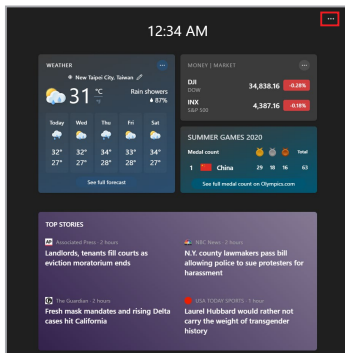 12:34 AM
WEATHER
New Taipei City, Taiwan
31 °C
°F
Rain showers
87%
Today Wed Thu Fri Sat
32° 32° 34° 33° 34°
27° 27° 28° 27° 27°
See full forecast
MONEY | MARKET
DJI
DOW
34,838.16 -0.28%
INX
S&P 500
4,387.16 -0.18%
SUMMER GAMES 2020
Medal count Total
1 China 29 18 16 63
See full medal count on Olympics.com
TOP STORIES
AP Associated Press · 2 hours
Landlords, tenants fill courts as
eviction moratorium ends
NBC News · 2 hours
N.Y. county lawmakers pass bill
allowing police to sue protesters for
harassment
The Guardian · 2 hours
Fresh mask mandates and rising Delta
cases hit California
USA TODAY SPORTS · 1 hour
Laurel Hubbard would rather not
carry the weight of transgender
history